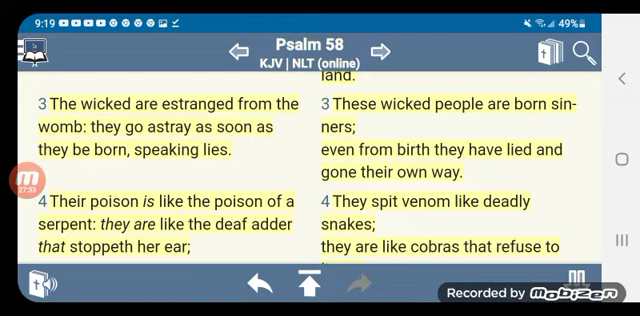 9:19
49%
Psalm 58
KJV | NLT (online)
3 The wicked are estranged from the
womb: they go astray as soon as
they be born, speaking lies.
4 Their poison is like the poison of a
serpent: they are like the deaf adder
that stoppeth her ear;
land.
3 These wicked people are born sin-
ners;
even from birth they have lied and
gone their own way.
4 They spit venom like deadly
snakes;
they are like cobras that refuse to
27:33
Recorded by Mobizen